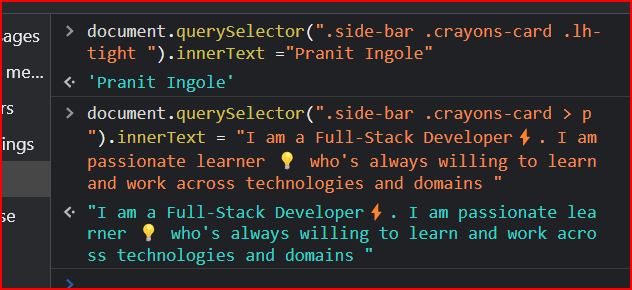 document.querySelector(".side-bar .crayons-card .lh-
sages
tight ").innerText ="Pranit Ingole"
me...
'Pranit Ingole'
rs
document.querySelector(".side-bar .crayons-card > p
ings
").innerText = "I am a Full-Stack Developer⚡. I am
passionate learner 💡 who's always willing to learn
and work across technologies and domains "
se
"I am a Full-Stack Developer⚡. I am passionate lea
rner 💡 who's always willing to learn and work acro
ss technologies and domains "